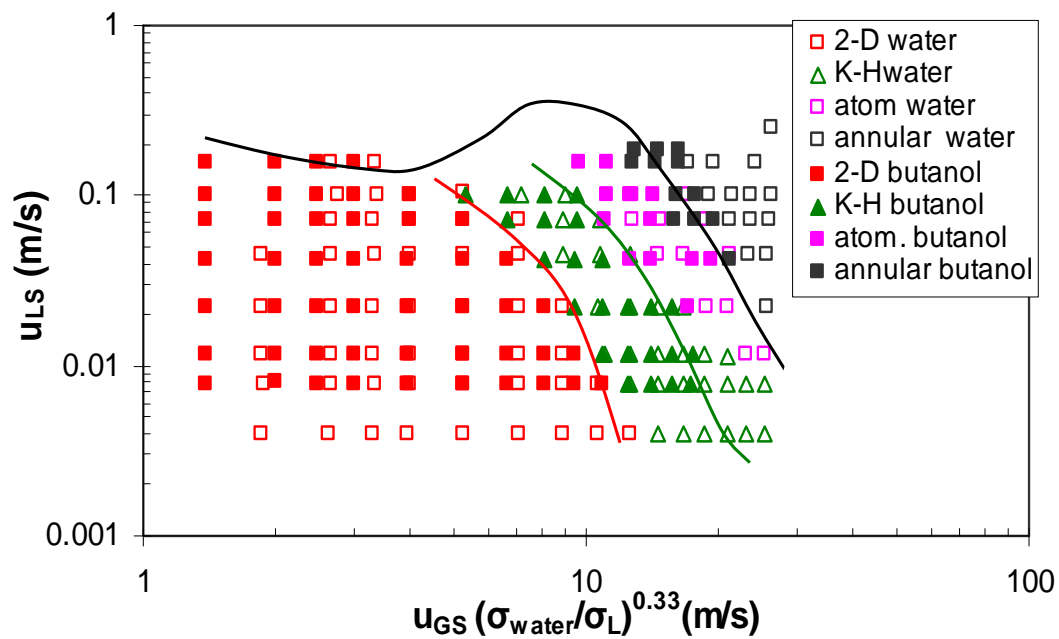 1
0.1
0.01
0.001
uLS (m/s)
1
10
100
uGS (σwater/σL)0.33(m/s)
2-D water
K-Hwater
atom water
annular water
2-D butanol
K-H butanol
atom. butanol
annular butanol